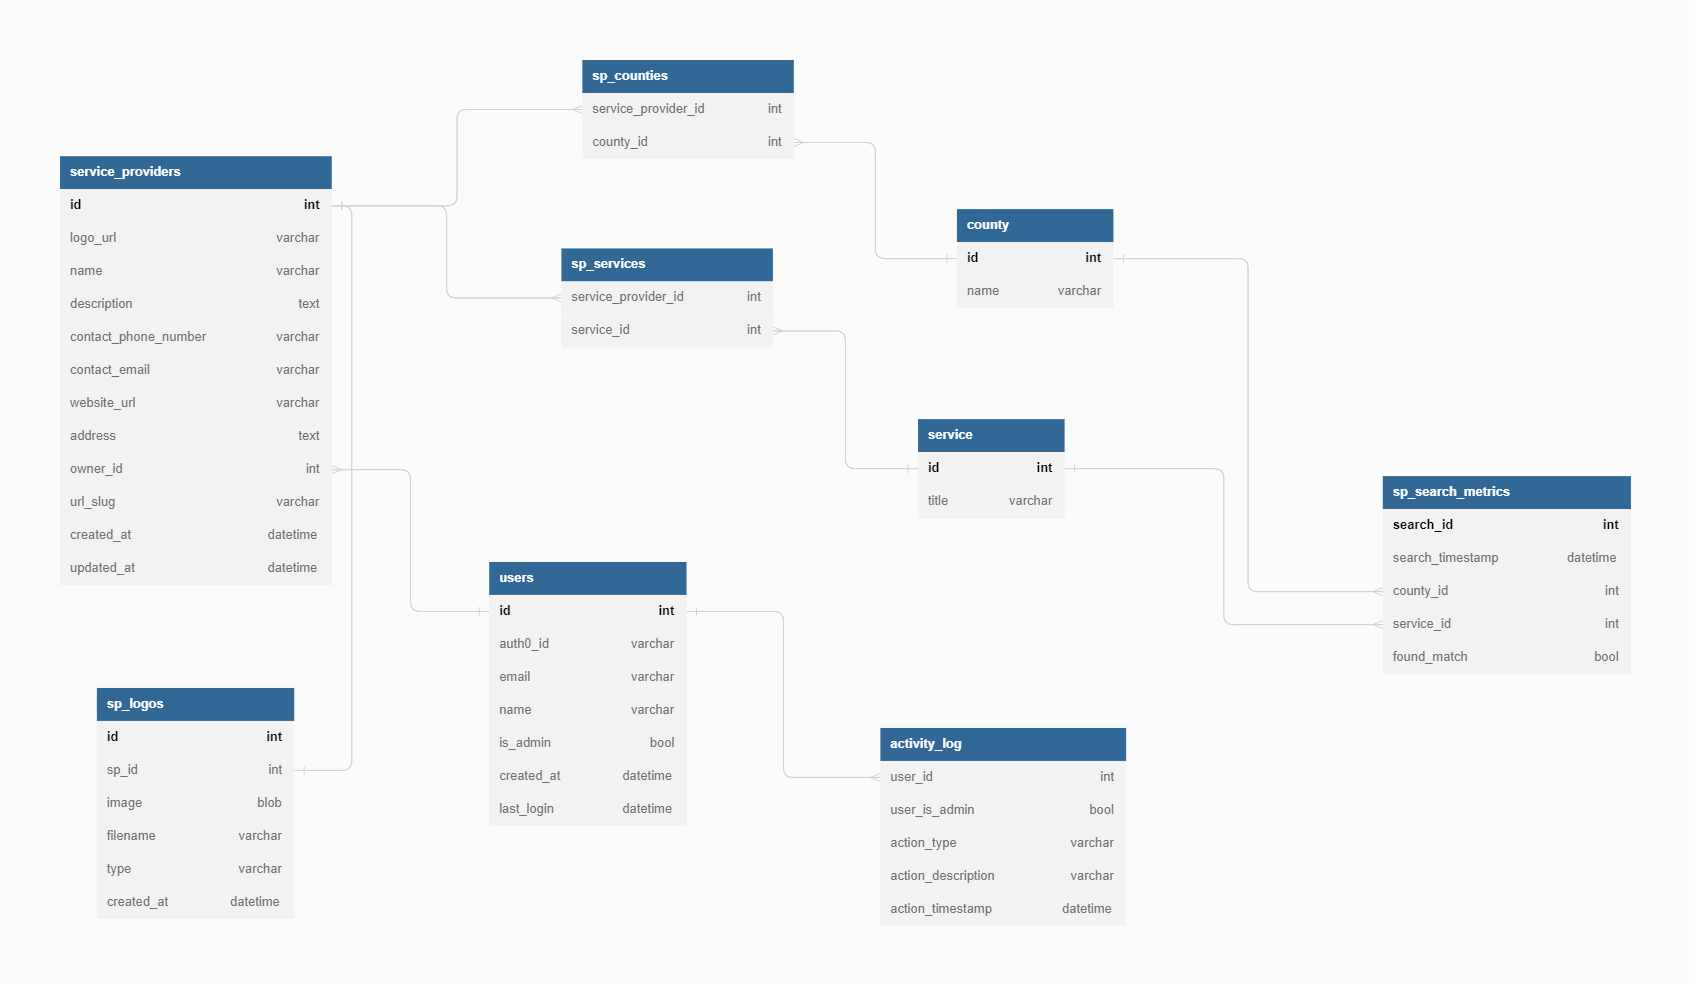 sp_counties
service_provider_id int
county_id int
service_providers
id int
logo_url varchar
name varchar
description text
contact_phone_number varchar
contact_email varchar
website_url varchar
address text
owner_id int
url_slug varchar
created_at datetime
updated_at datetime
county
id int
name varchar
sp_services
service_provider_id int
service_id int
service
id int
title varchar
sp_search_metrics
search_id int
search_timestamp datetime
county_id int
service_id int
found_match bool
users
id int
auth0_id varchar
email varchar
name varchar
is_admin bool
created_at datetime
last_login datetime
sp_logos
id int
sp_id int
image blob
filename varchar
type varchar
created_at datetime
activity_log
user_id int
user_is_admin bool
action_type varchar
action_description varchar
action_timestamp datetime